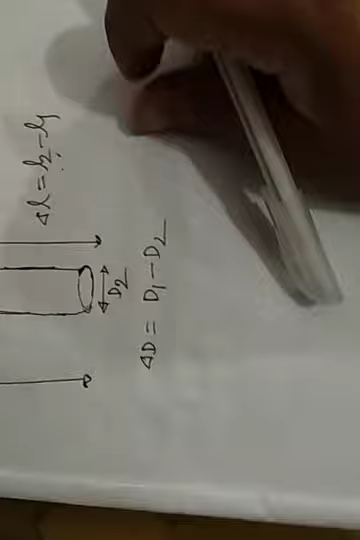 Δl = l₂ - l₁
D₂
ΔD = D₁ - D₂